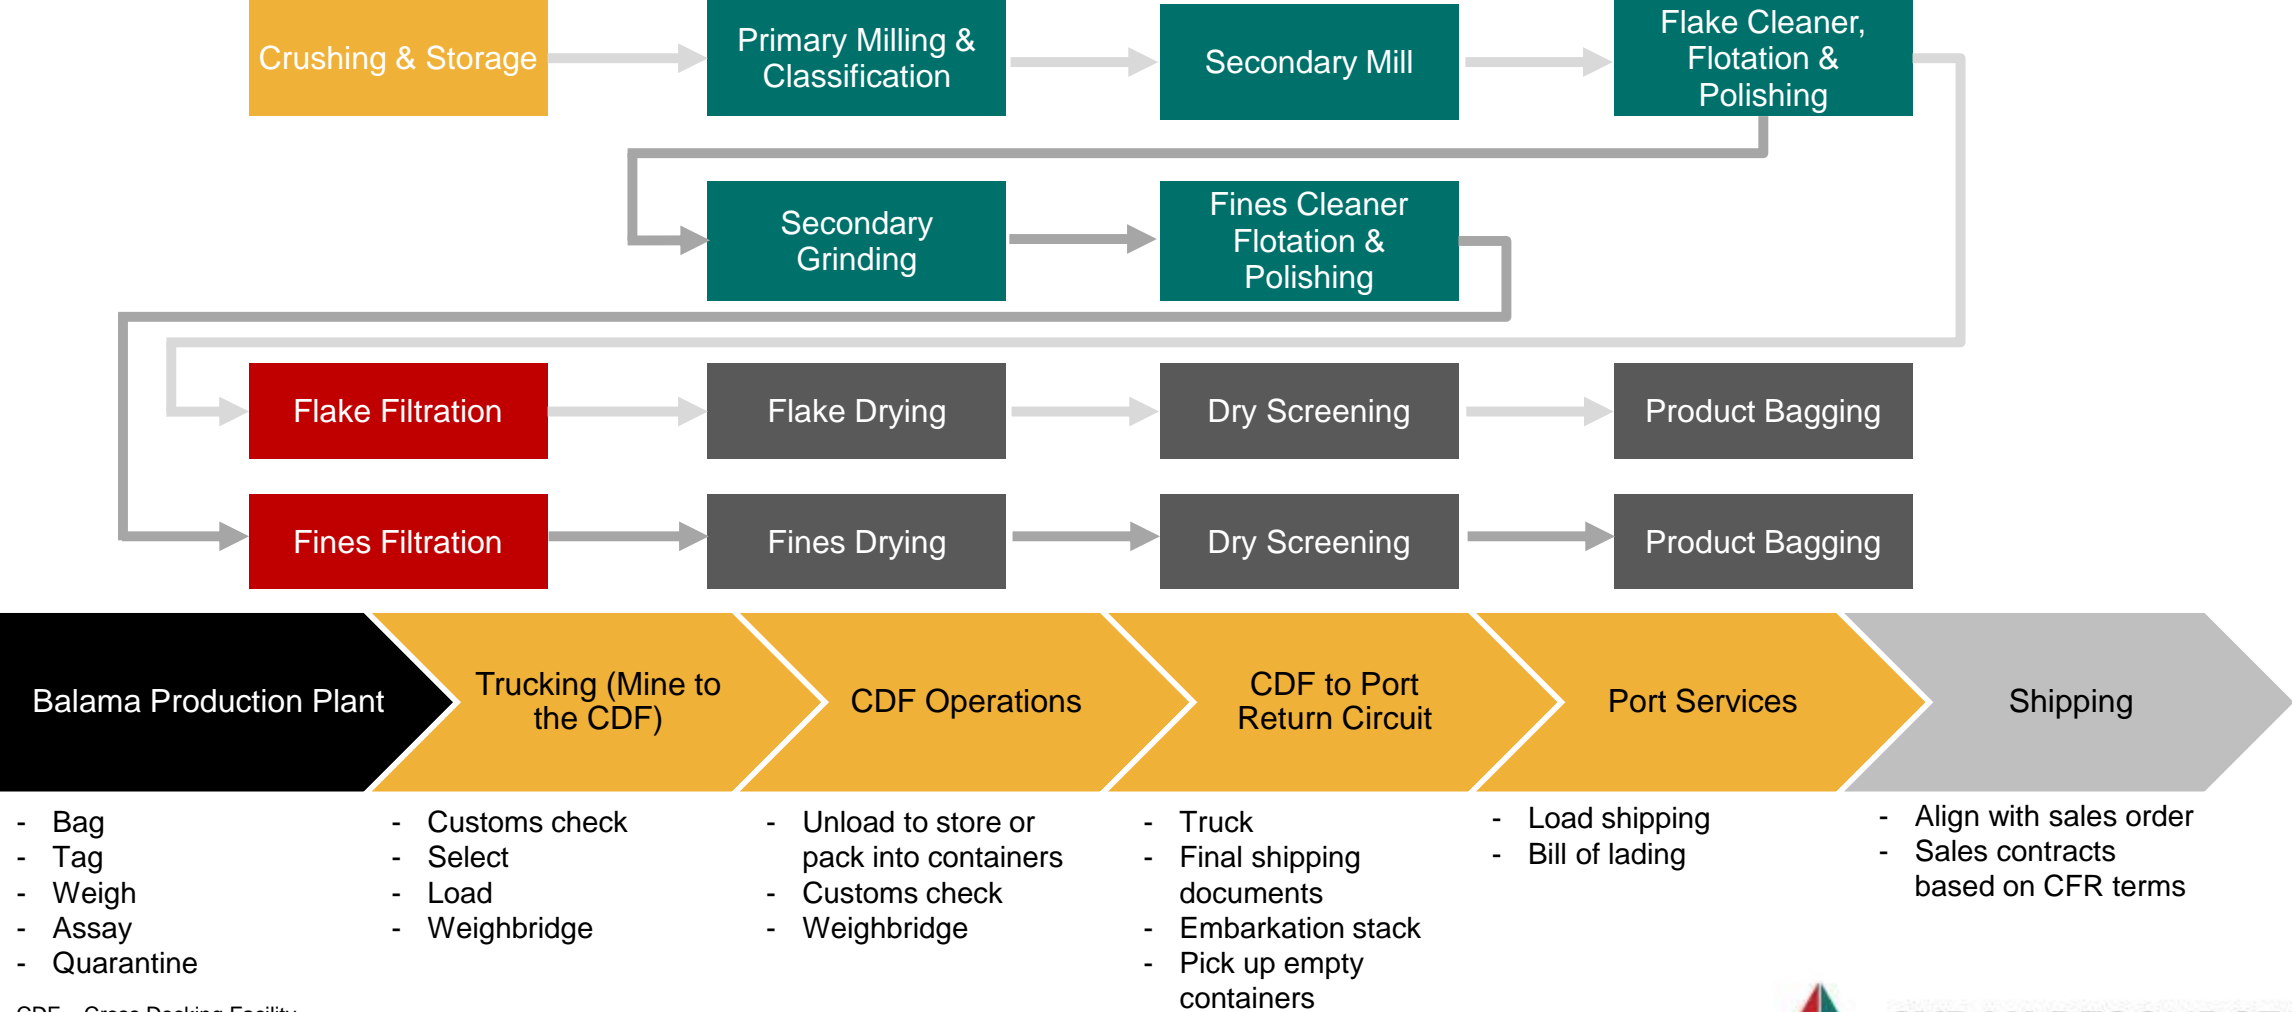 Crushing & Storage
Primary Milling &
Classification
Secondary Mill
Flake Cleaner,
Flotation &
Polishing
Secondary
Grinding
Fines Cleaner
Flotation &
Polishing
Flake Filtration
Flake Drying
Dry Screening
Product Bagging
Fines Filtration
Fines Drying
Dry Screening
Product Bagging
Balama Production Plant
Trucking (Mine to
the CDF)
CDF Operations
CDF to Port
Return Circuit
Port Services
Shipping
- Bag
- Tag
- Weigh
- Assay
- Quarantine
- Customs check
- Select
- Load
- Weighbridge
- Unload to store or
pack into containers
- Customs check
- Weighbridge
- Truck
- Final shipping
documents
- Embarkation stack
- Pick up empty
containers
- Load shipping
- Bill of lading
- Align with sales order
- Sales contracts
based on CFR terms